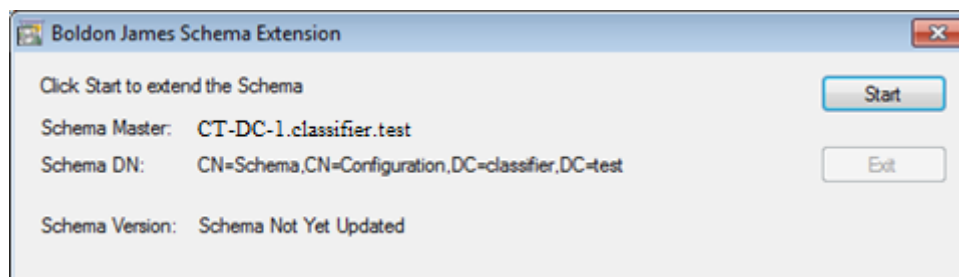 Boldon James Schema Extension
Click Start to extend the Schema
Start
Schema Master: CT-DC-1.classifier.test
Schema DN: CN=Schema,CN=Configuration,DC=classifier,DC=test
Exit
Schema Version: Schema Not Yet Updated